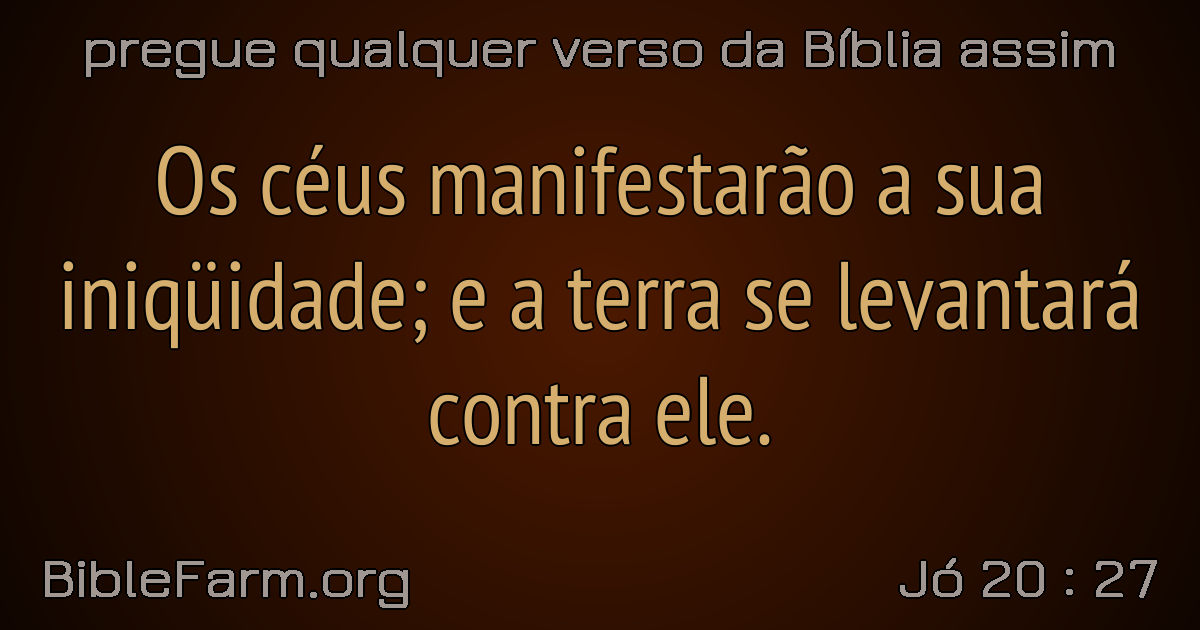 pregue qualquer verso da Bíblia assim
Os céus manifestarão a sua
iniqüidade; e a terra se levantará
contra ele.
BibleFarm.org
Jó 20 : 27